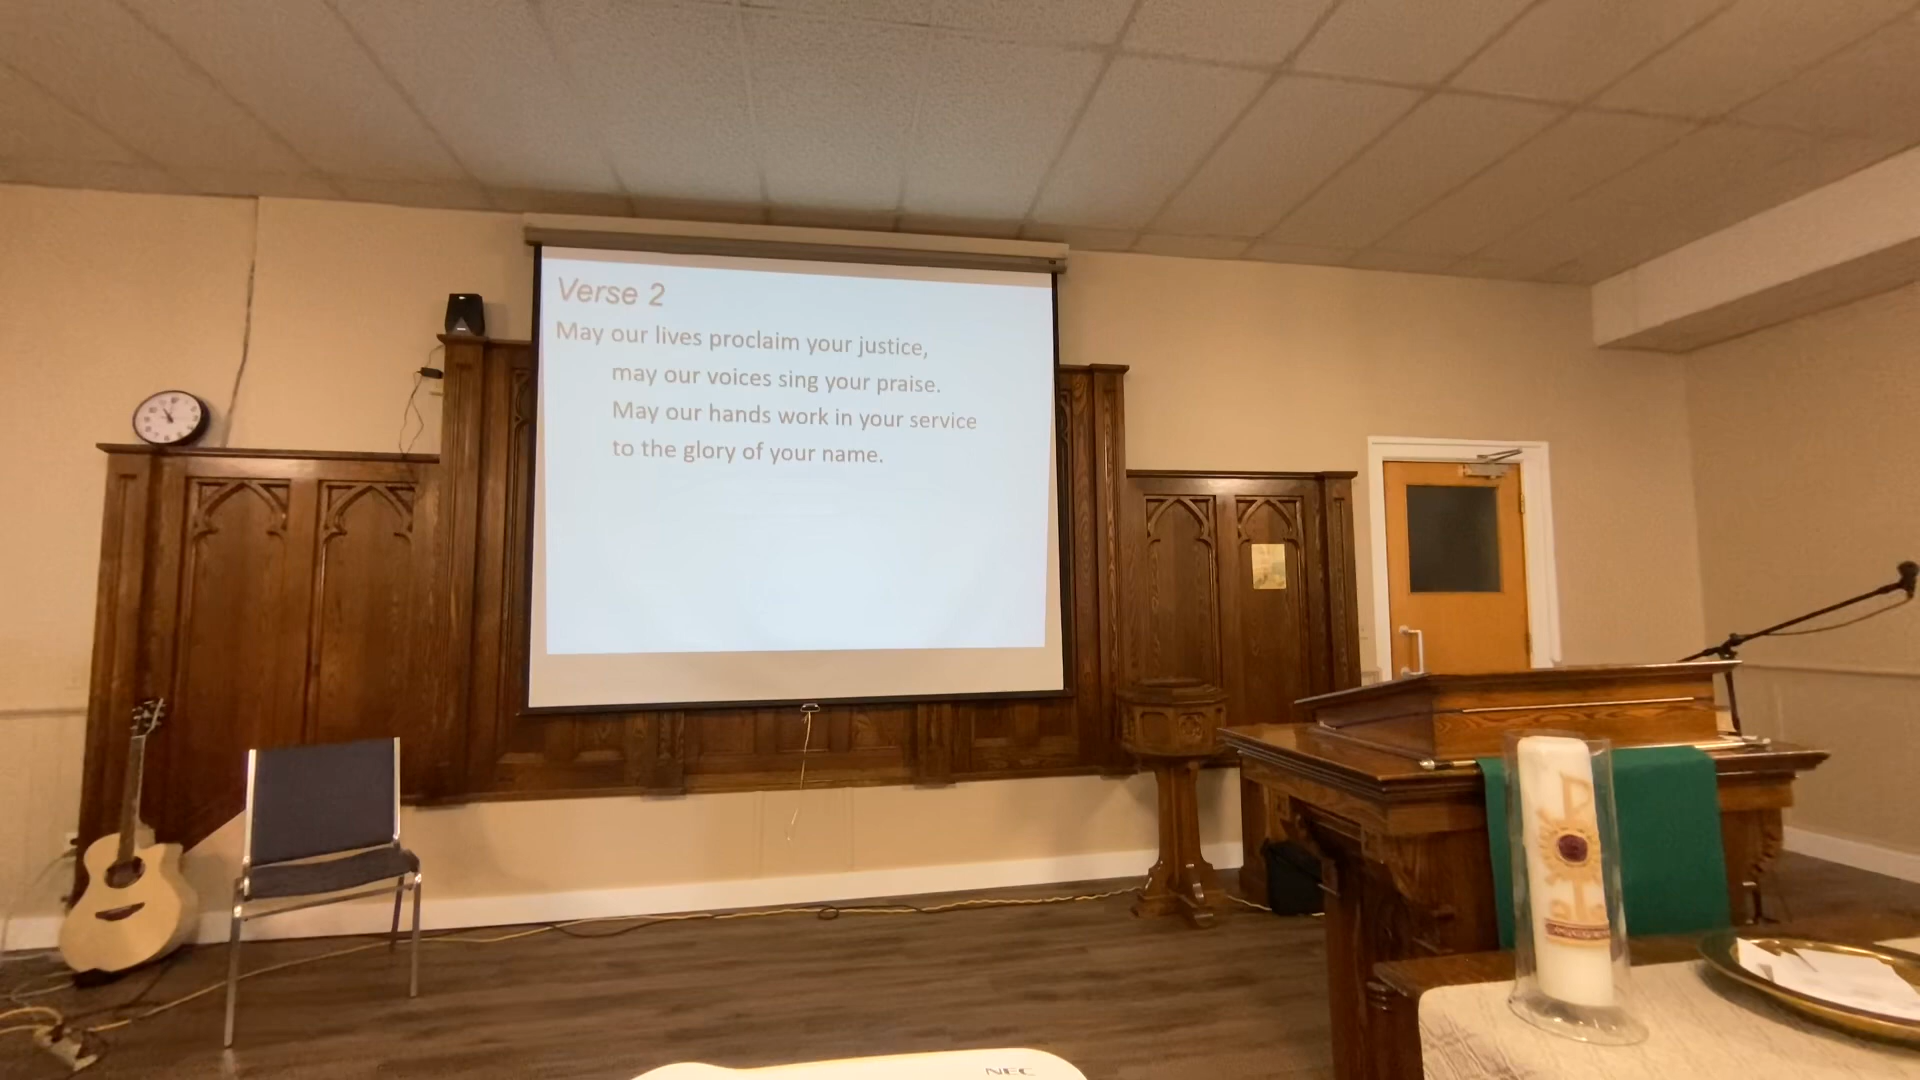 Verse 2
May our lives proclaim your justice,
may our voices sing your praise.
May our hands work in your service
to the glory of your name.
NEC